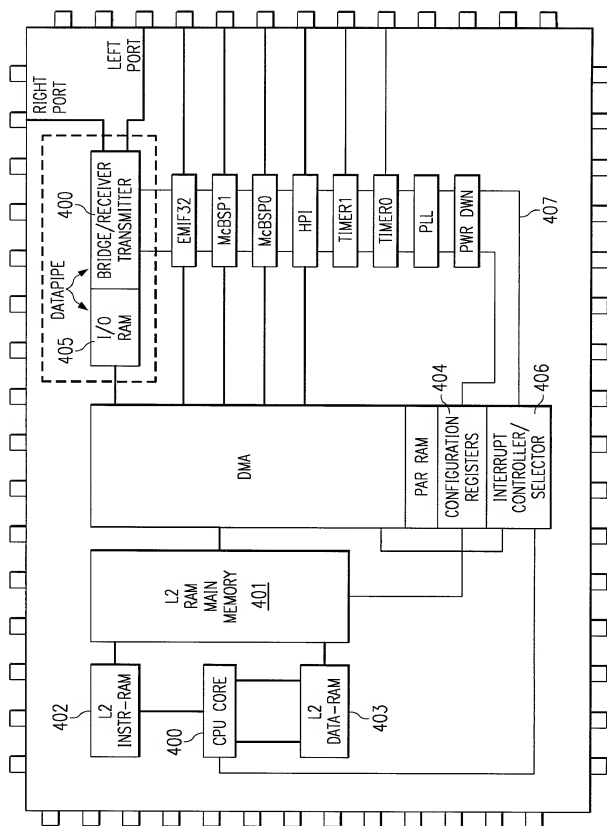 RIGHT PORT
LEFT PORT
DATAPIPE
405
400
I/O RAM
BRIDGE/RECEIVER TRANSMITTER
EMIF32
McBSP1
McBSP0
HPI
TIMER1
TIMER0
PLL
PWR DWN
407
DMA
PAR RAM
CONFIGURATION REGISTERS
404
INTERRUPT CONTROLLER/ SELECTOR
406
L2 RAM MAIN MEMORY
401
402
L2 INSTR-RAM
400
CPU CORE
L2 DATA-RAM
403